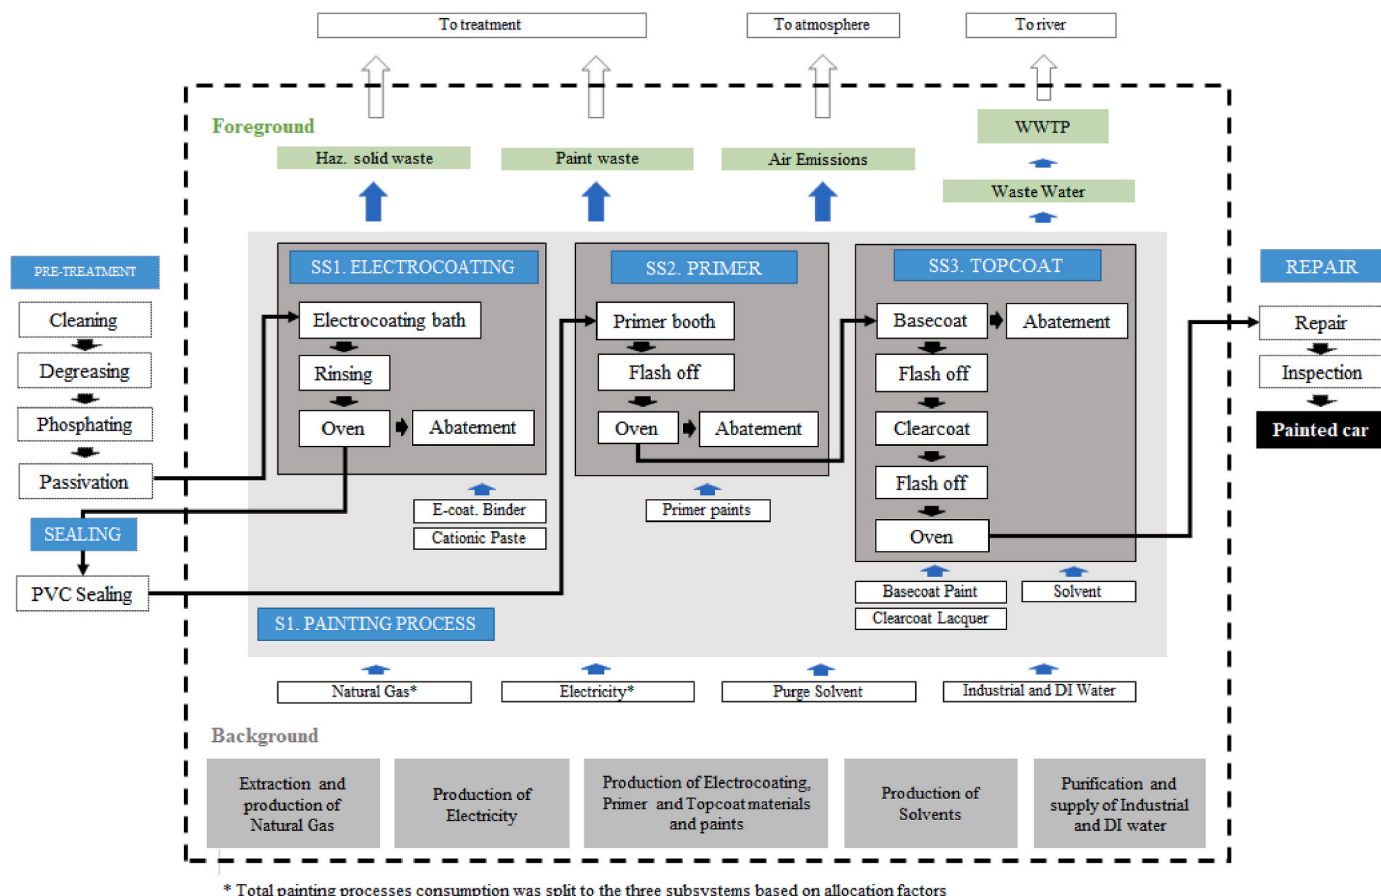 To treatment
To atmosphere
To river
Foreground
WWTP
Haz. solid waste
Paint waste
Air Emissions
Waste Water
PRE-TREATMENT
Cleaning
Degreasing
Phosphating
Passivation
SEALING
PVC Sealing
SS1. ELECTROCOATING
Electrocoating bath
Rinsing
Oven
Abatement
E-coat. Binder
Cationic Paste
SS2. PRIMER
Primer booth
Flash off
Oven
Abatement
Primer paints
SS3. TOPCOAT
Basecoat
Abatement
Flash off
Clearcoat
Flash off
Oven
Basecoat Paint
Clearcoat Lacquer
Solvent
REPAIR
Repair
Inspection
Painted car
S1. PAINTING PROCESS
Natural Gas*
Electricity*
Purge Solvent
Industrial and DI Water
Background
Extraction and
production of
Natural Gas
Production of
Electricity
Production of Electrocoating,
Primer and Topcoat materials
and paints
Production of
Solvents
Purification and
supply of Industrial
and DI water
* Total painting processes consumption was split to the three subsystems based on allocation factors